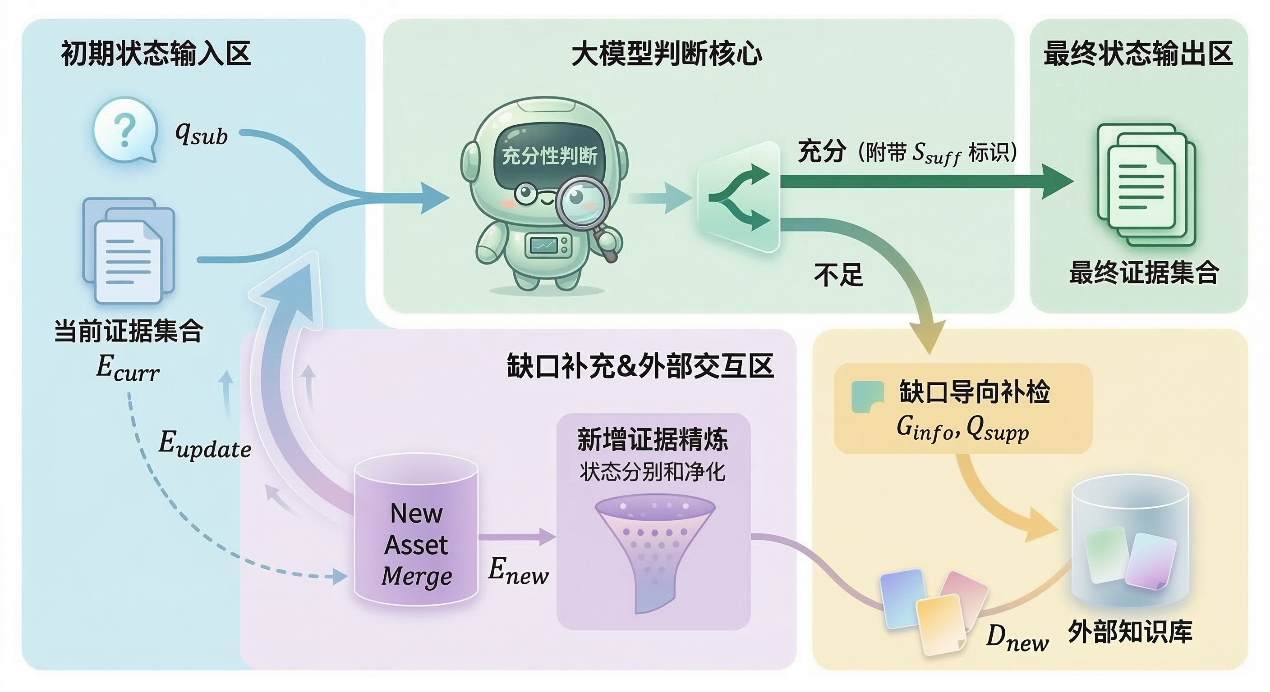 初期状态输入区
q_sub
当前证据集合
E_curr
E_update
大模型判断核心
充分性判断
充分（附带 S_suff 标识）
不足
最终状态输出区
最终证据集合
缺口补充&外部交互区
新增证据精炼
状态分别和净化
New
Asset
Merge
E_new
缺口导向补检
G_info, Q_supp
D_new
外部知识库